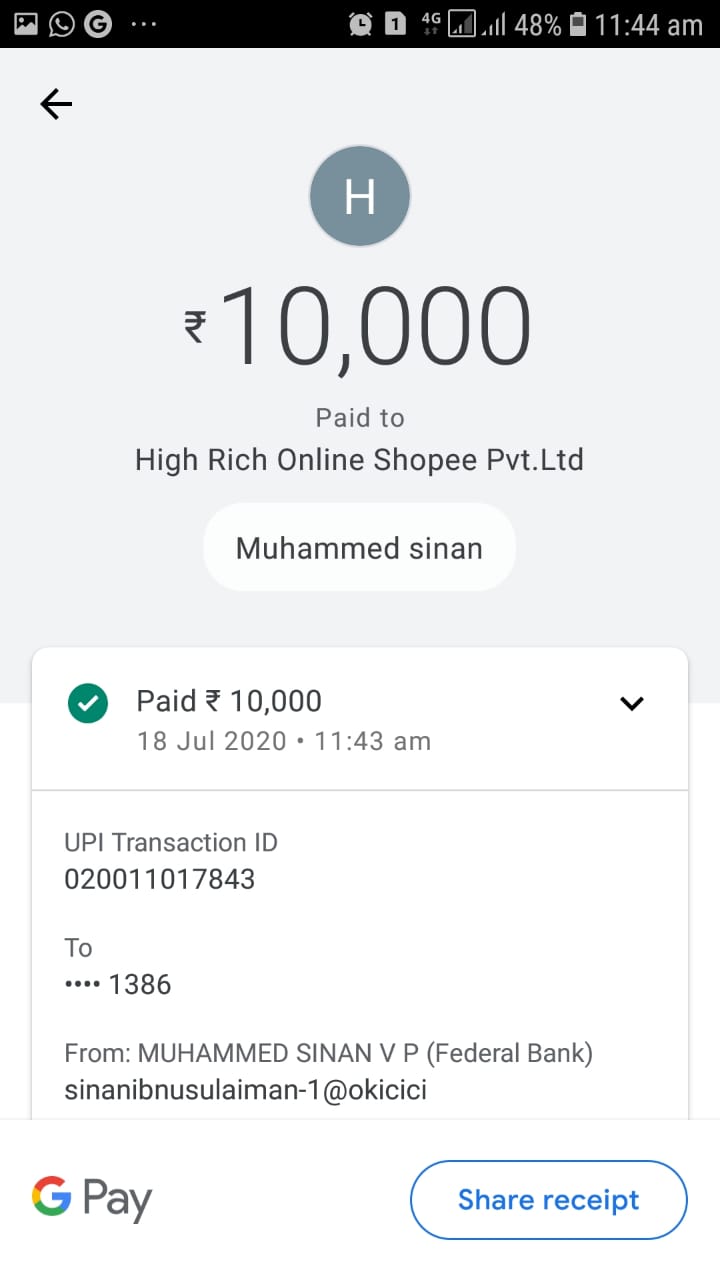 1 4G 48% 11:44 am
H
₹10,000
Paid to
High Rich Online Shopee Pvt.Ltd
Muhammed sinan
Paid ₹ 10,000
18 Jul 2020 • 11:43 am
UPI Transaction ID
020011017843
To
•••• 1386
From: MUHAMMED SINAN V P (Federal Bank)
sinanibnusulaiman-1@okicici
G Pay
Share receipt